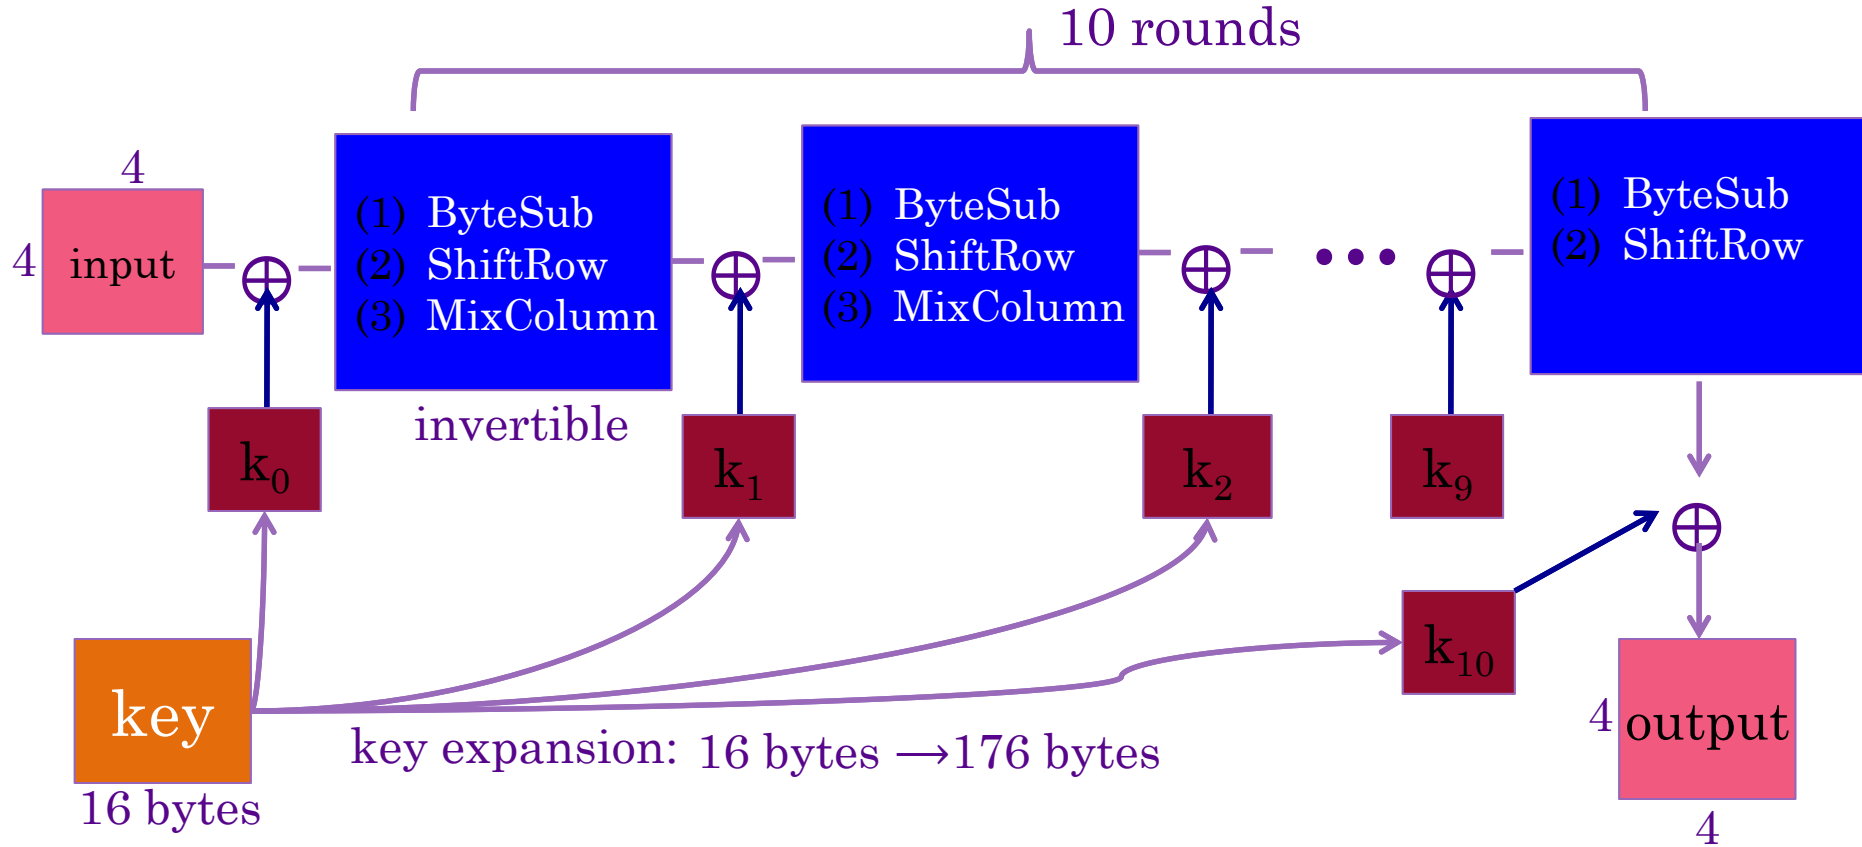 10 rounds
4
4
input
(1) ByteSub
(2) ShiftRow
(3) MixColumn
(1) ByteSub
(2) ShiftRow
(3) MixColumn
(1) ByteSub
(2) ShiftRow
invertible
k₀
k₁
k₂
k₉
k₁₀
key
16 bytes
key expansion: 16 bytes ⟶176 bytes
4
output
4